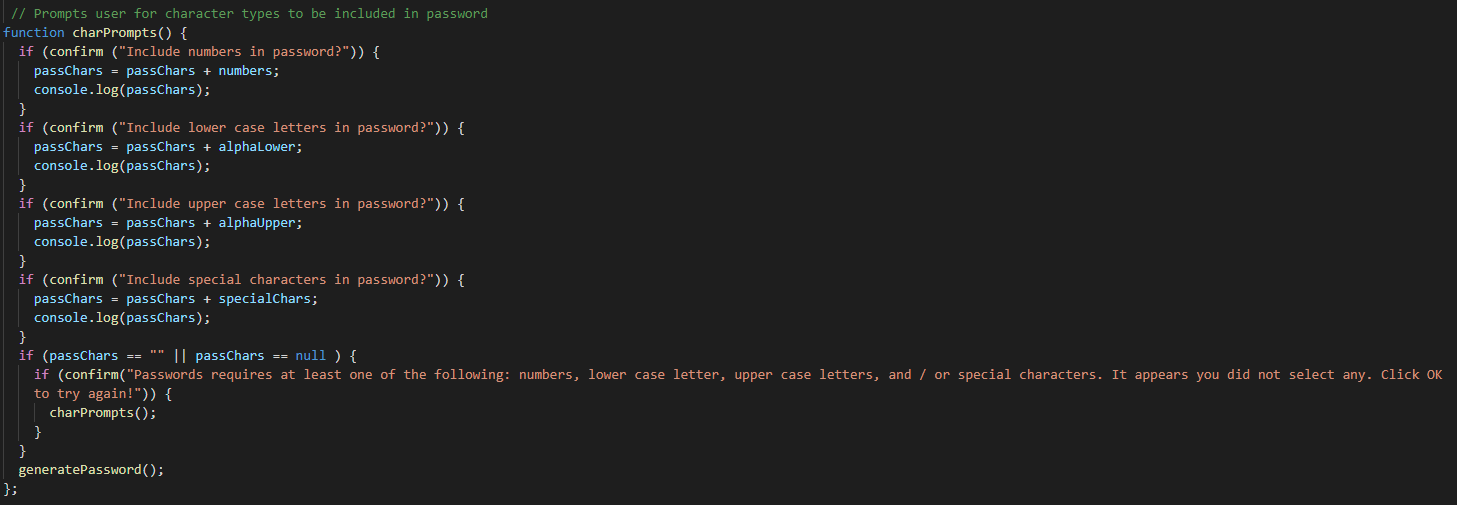 // Prompts user for character types to be included in password
function charPrompts() {
  if (confirm ("Include numbers in password?")) {
    passChars = passChars + numbers;
    console.log(passChars);
  }
  if (confirm ("Include lower case letters in password?")) {
    passChars = passChars + alphaLower;
    console.log(passChars);
  }
  if (confirm ("Include upper case letters in password?")) {
    passChars = passChars + alphaUpper;
    console.log(passChars);
  }
  if (confirm ("Include special characters in password?")) {
    passChars = passChars + specialChars;
    console.log(passChars);
  }
  if (passChars == "" || passChars == null ) {
    if (confirm("Passwords requires at least one of the following: numbers, lower case letter, upper case letters, and / or special characters. It appears you did not select any. Click OK
    to try again!")) {
      charPrompts();
    }
  }
  generatePassword();
};